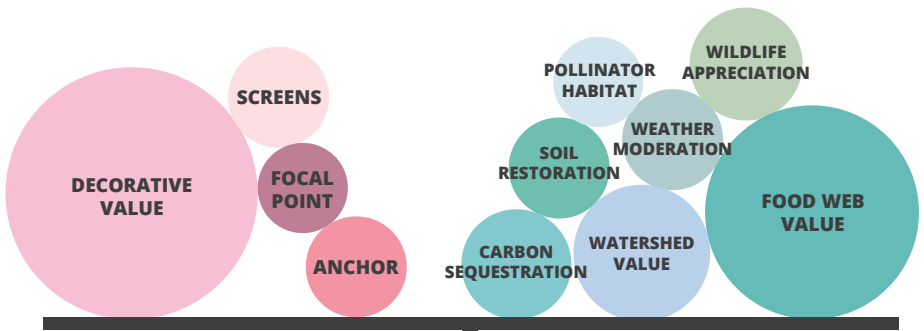 DECORATIVE
VALUE
SCREENS
FOCAL
POINT
ANCHOR
POLLINATOR
HABITAT
WILDLIFE
APPRECIATION
SOIL
RESTORATION
WEATHER
MODERATION
CARBON
SEQUESTRATION
WATERSHED
VALUE
FOOD WEB
VALUE